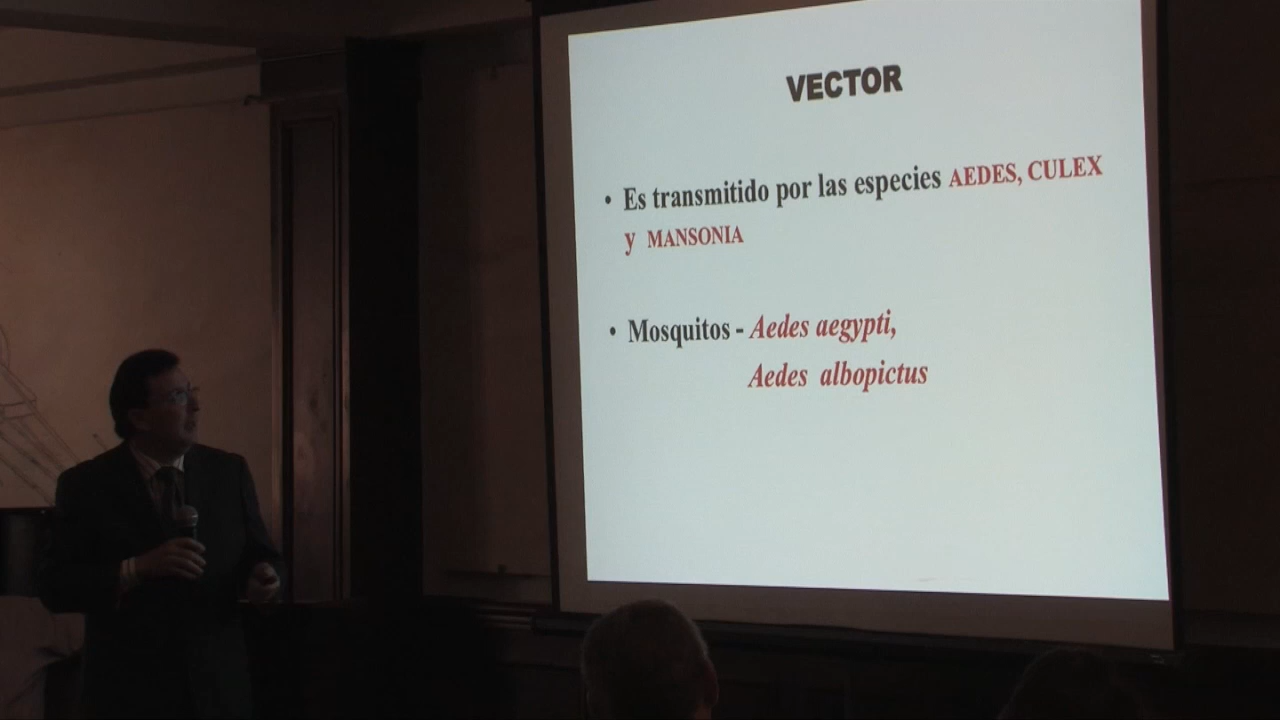 VECTOR
• Es transmitido por las especies AEDES, CULEX
y MANSONIA
• Mosquitos - Aedes aegypti,
Aedes albopictus